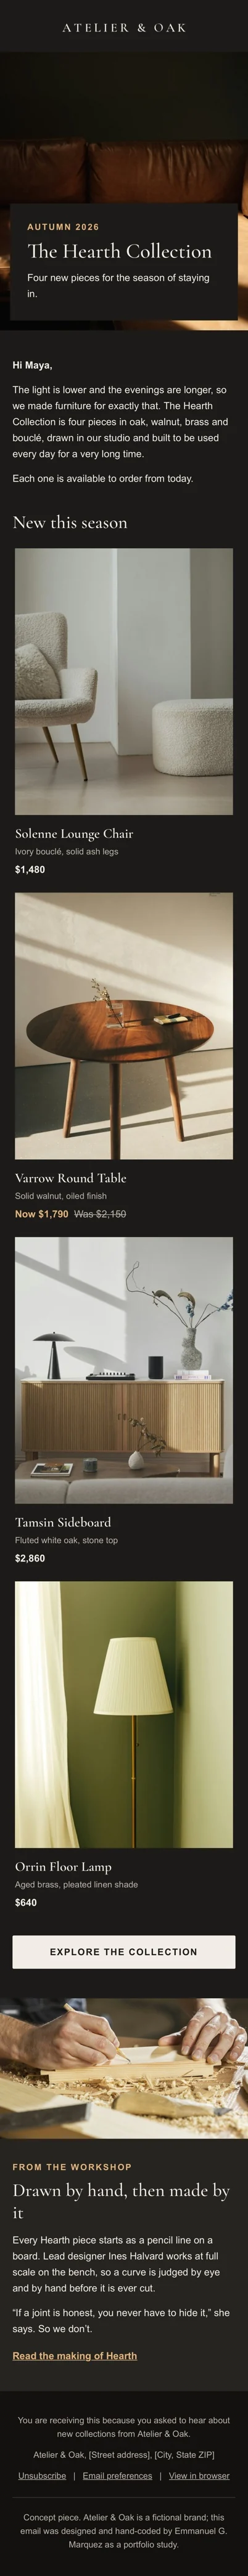 ATELIER & OAK
AUTUMN 2026
The Hearth Collection
Four new pieces for the season of staying
in.
Hi Maya,
The light is lower and the evenings are longer, so
we made furniture for exactly that. The Hearth
Collection is four pieces in oak, walnut, brass and
bouclé, drawn in our studio and built to be used
every day for a very long time.
Each one is available to order from today.
New this season
Solenne Lounge Chair
Ivory bouclé, solid ash legs
$1,480
Varrow Round Table
Solid walnut, oiled finish
Now $1,790 Was $2,150
Tamsin Sideboard
Fluted white oak, stone top
$2,860
Orrin Floor Lamp
Aged brass, pleated linen shade
$640
EXPLORE THE COLLECTION
FROM THE WORKSHOP
Drawn by hand, then made by
it
Every Hearth piece starts as a pencil line on a
board. Lead designer Ines Halvard works at full
scale on the bench, so a curve is judged by eye
and by hand before it is ever cut.
“If a joint is honest, you never have to hide it,” she
says. So we don’t.
Read the making of Hearth
You are receiving this because you asked to hear about
new collections from Atelier & Oak.
Atelier & Oak, [Street address], [City, State ZIP]
Unsubscribe | Email preferences | View in browser
Concept piece. Atelier & Oak is a fictional brand; this
email was designed and hand-coded by Emmanuel G.
Marquez as a portfolio study.